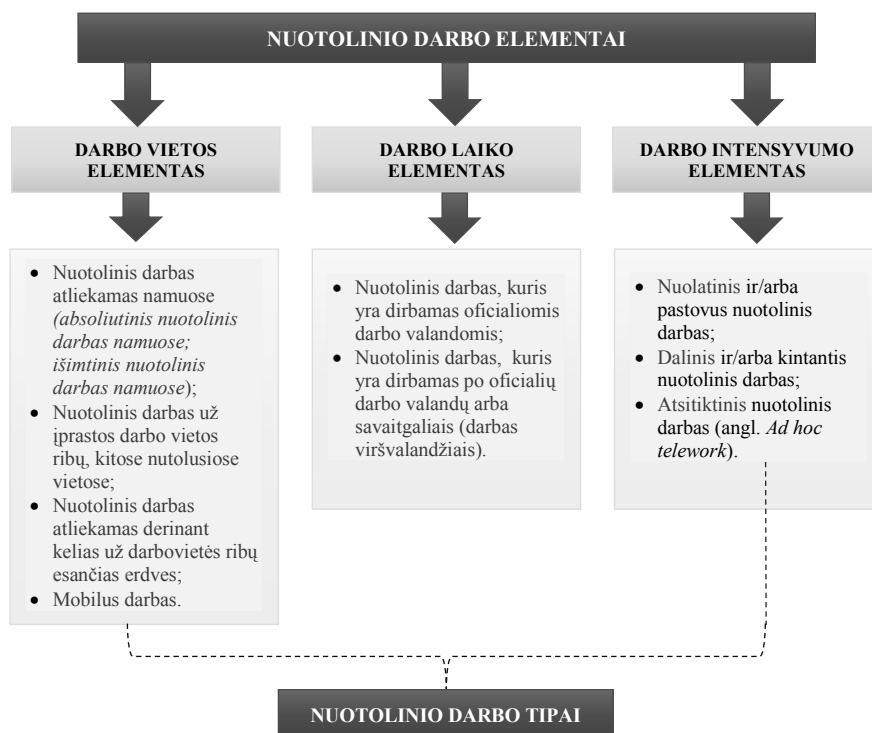 NUOTOLINIO DARBO ELEMENTAI
DARBO VIETOS
ELEMENTAS
DARBO LAIKO
ELEMENTAS
DARBO INTENSYVUMO
ELEMENTAS
• Nuotolinis darbas
atliekamas namuose
(absoliutinis nuotolinis
darbas namuose;
išimtinis nuotolinis
darbas namuose);
• Nuotolinis darbas už
įprastos darbo vietos
ribų, kitose nutolusiose
vietose;
• Nuotolinis darbas
atliekamas derinant
kelias už darbovietės ribų
esančias erdves;
• Mobilus darbas.
• Nuotolinis darbas, kuris
yra dirbamas oficialiomis
darbo valandomis;
• Nuotolinis darbas, kuris
yra dirbamas po oficialių
darbo valandų arba
savaitgaliais (darbas
viršvalandžiais).
• Nuolatinis ir/arba
pastovus nuotolinis
darbas;
• Dalinis ir/arba kintantis
nuotolinis darbas;
• Atsitiktinis nuotolinis
darbas (angl. Ad hoc
telework).
NUOTOLINIO DARBO TIPAI